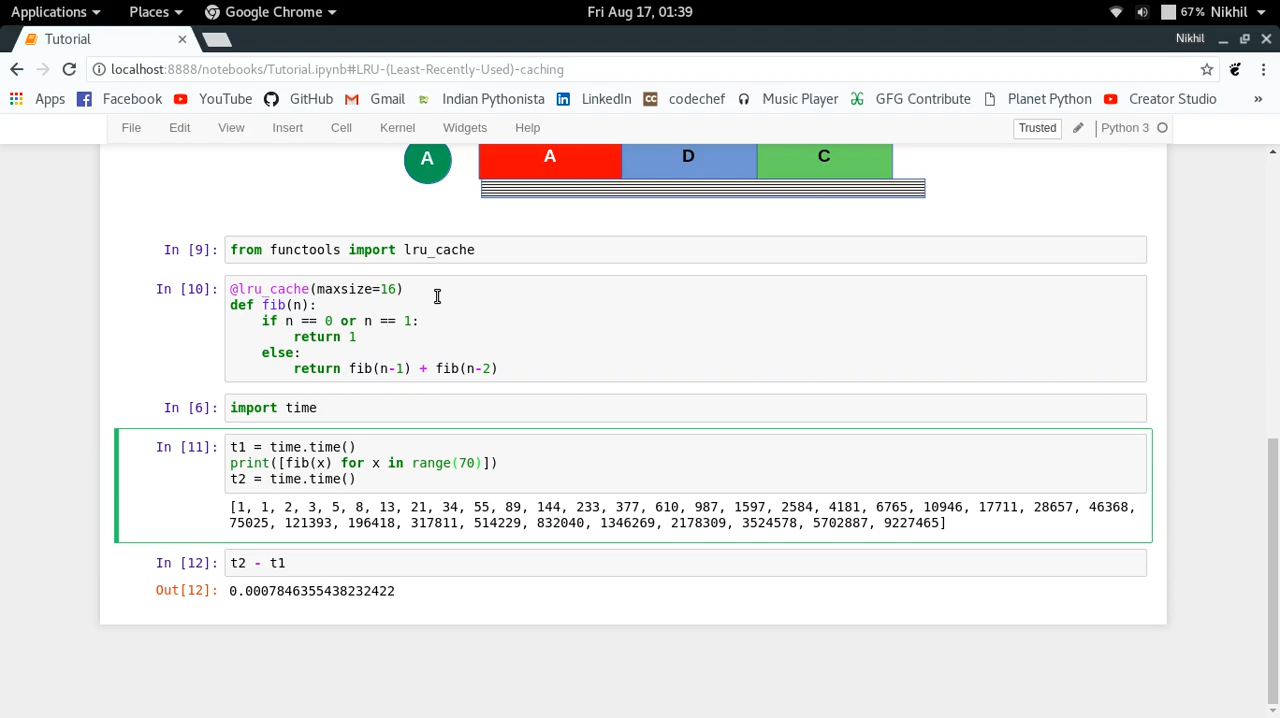 Applications Places Google Chrome Fri Aug 17, 01:39 67% Nikhil
Tutorial Nikhil
localhost:8888/notebooks/Tutorial.ipynb#LRU-(Least-Recently-Used)-caching
Apps Facebook YouTube GitHub Gmail Indian Pythonista LinkedIn codechef Music Player GFG Contribute Planet Python Creator Studio »
File Edit View Insert Cell Kernel Widgets Help Trusted Python 3
A A D C
In [9]: from functools import lru_cache
In [10]: @lru_cache(maxsize=16)
def fib(n):
if n == 0 or n == 1:
return 1
else:
return fib(n-1) + fib(n-2)
In [6]: import time
In [11]: t1 = time.time()
print([fib(x) for x in range(70)])
t2 = time.time()
[1, 1, 2, 3, 5, 8, 13, 21, 34, 55, 89, 144, 233, 377, 610, 987, 1597, 2584, 4181, 6765, 10946, 17711, 28657, 46368,
75025, 121393, 196418, 317811, 514229, 832040, 1346269, 2178309, 3524578, 5702887, 9227465]
In [12]: t2 - t1
Out[12]: 0.0007846355438232422